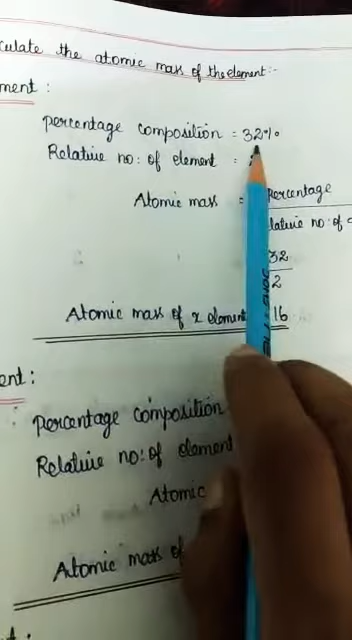 culate the atomic mass of the element:-
ment:
percentage composition = 32%
Relative no: of element =
Atomic mass = Percentage
lative no: of
32
2
Atomic mass of x element 16
ent:
percentage composition
Relative no: of element
Atomic
Atomic mass of